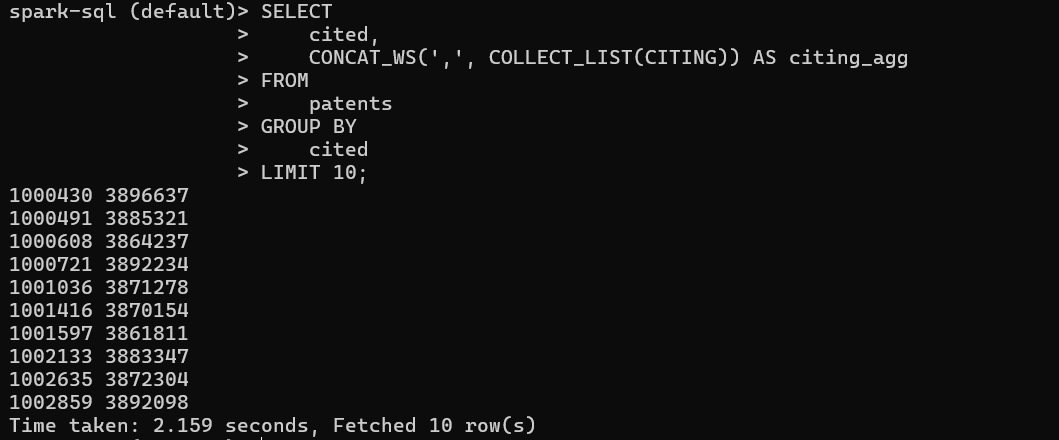 spark-sql (default)> SELECT
                   >     cited,
                   >     CONCAT_WS(',', COLLECT_LIST(CITING)) AS citing_agg
                   > FROM
                   >     patents
                   > GROUP BY
                   >     cited
                   > LIMIT 10;
1000430 3896637
1000491 3885321
1000608 3864237
1000721 3892234
1001036 3871278
1001416 3870154
1001597 3861811
1002133 3883347
1002635 3872304
1002859 3892098
Time taken: 2.159 seconds, Fetched 10 row(s)